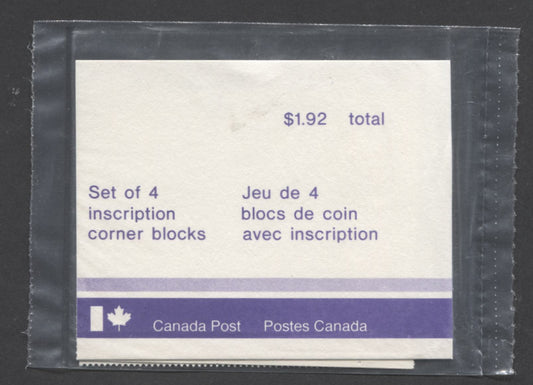 $1.92 total
Set of 4
inscription
corner blocks
Jeu de 4
blocs de coin
avec inscription
Canada Post Postes Canada